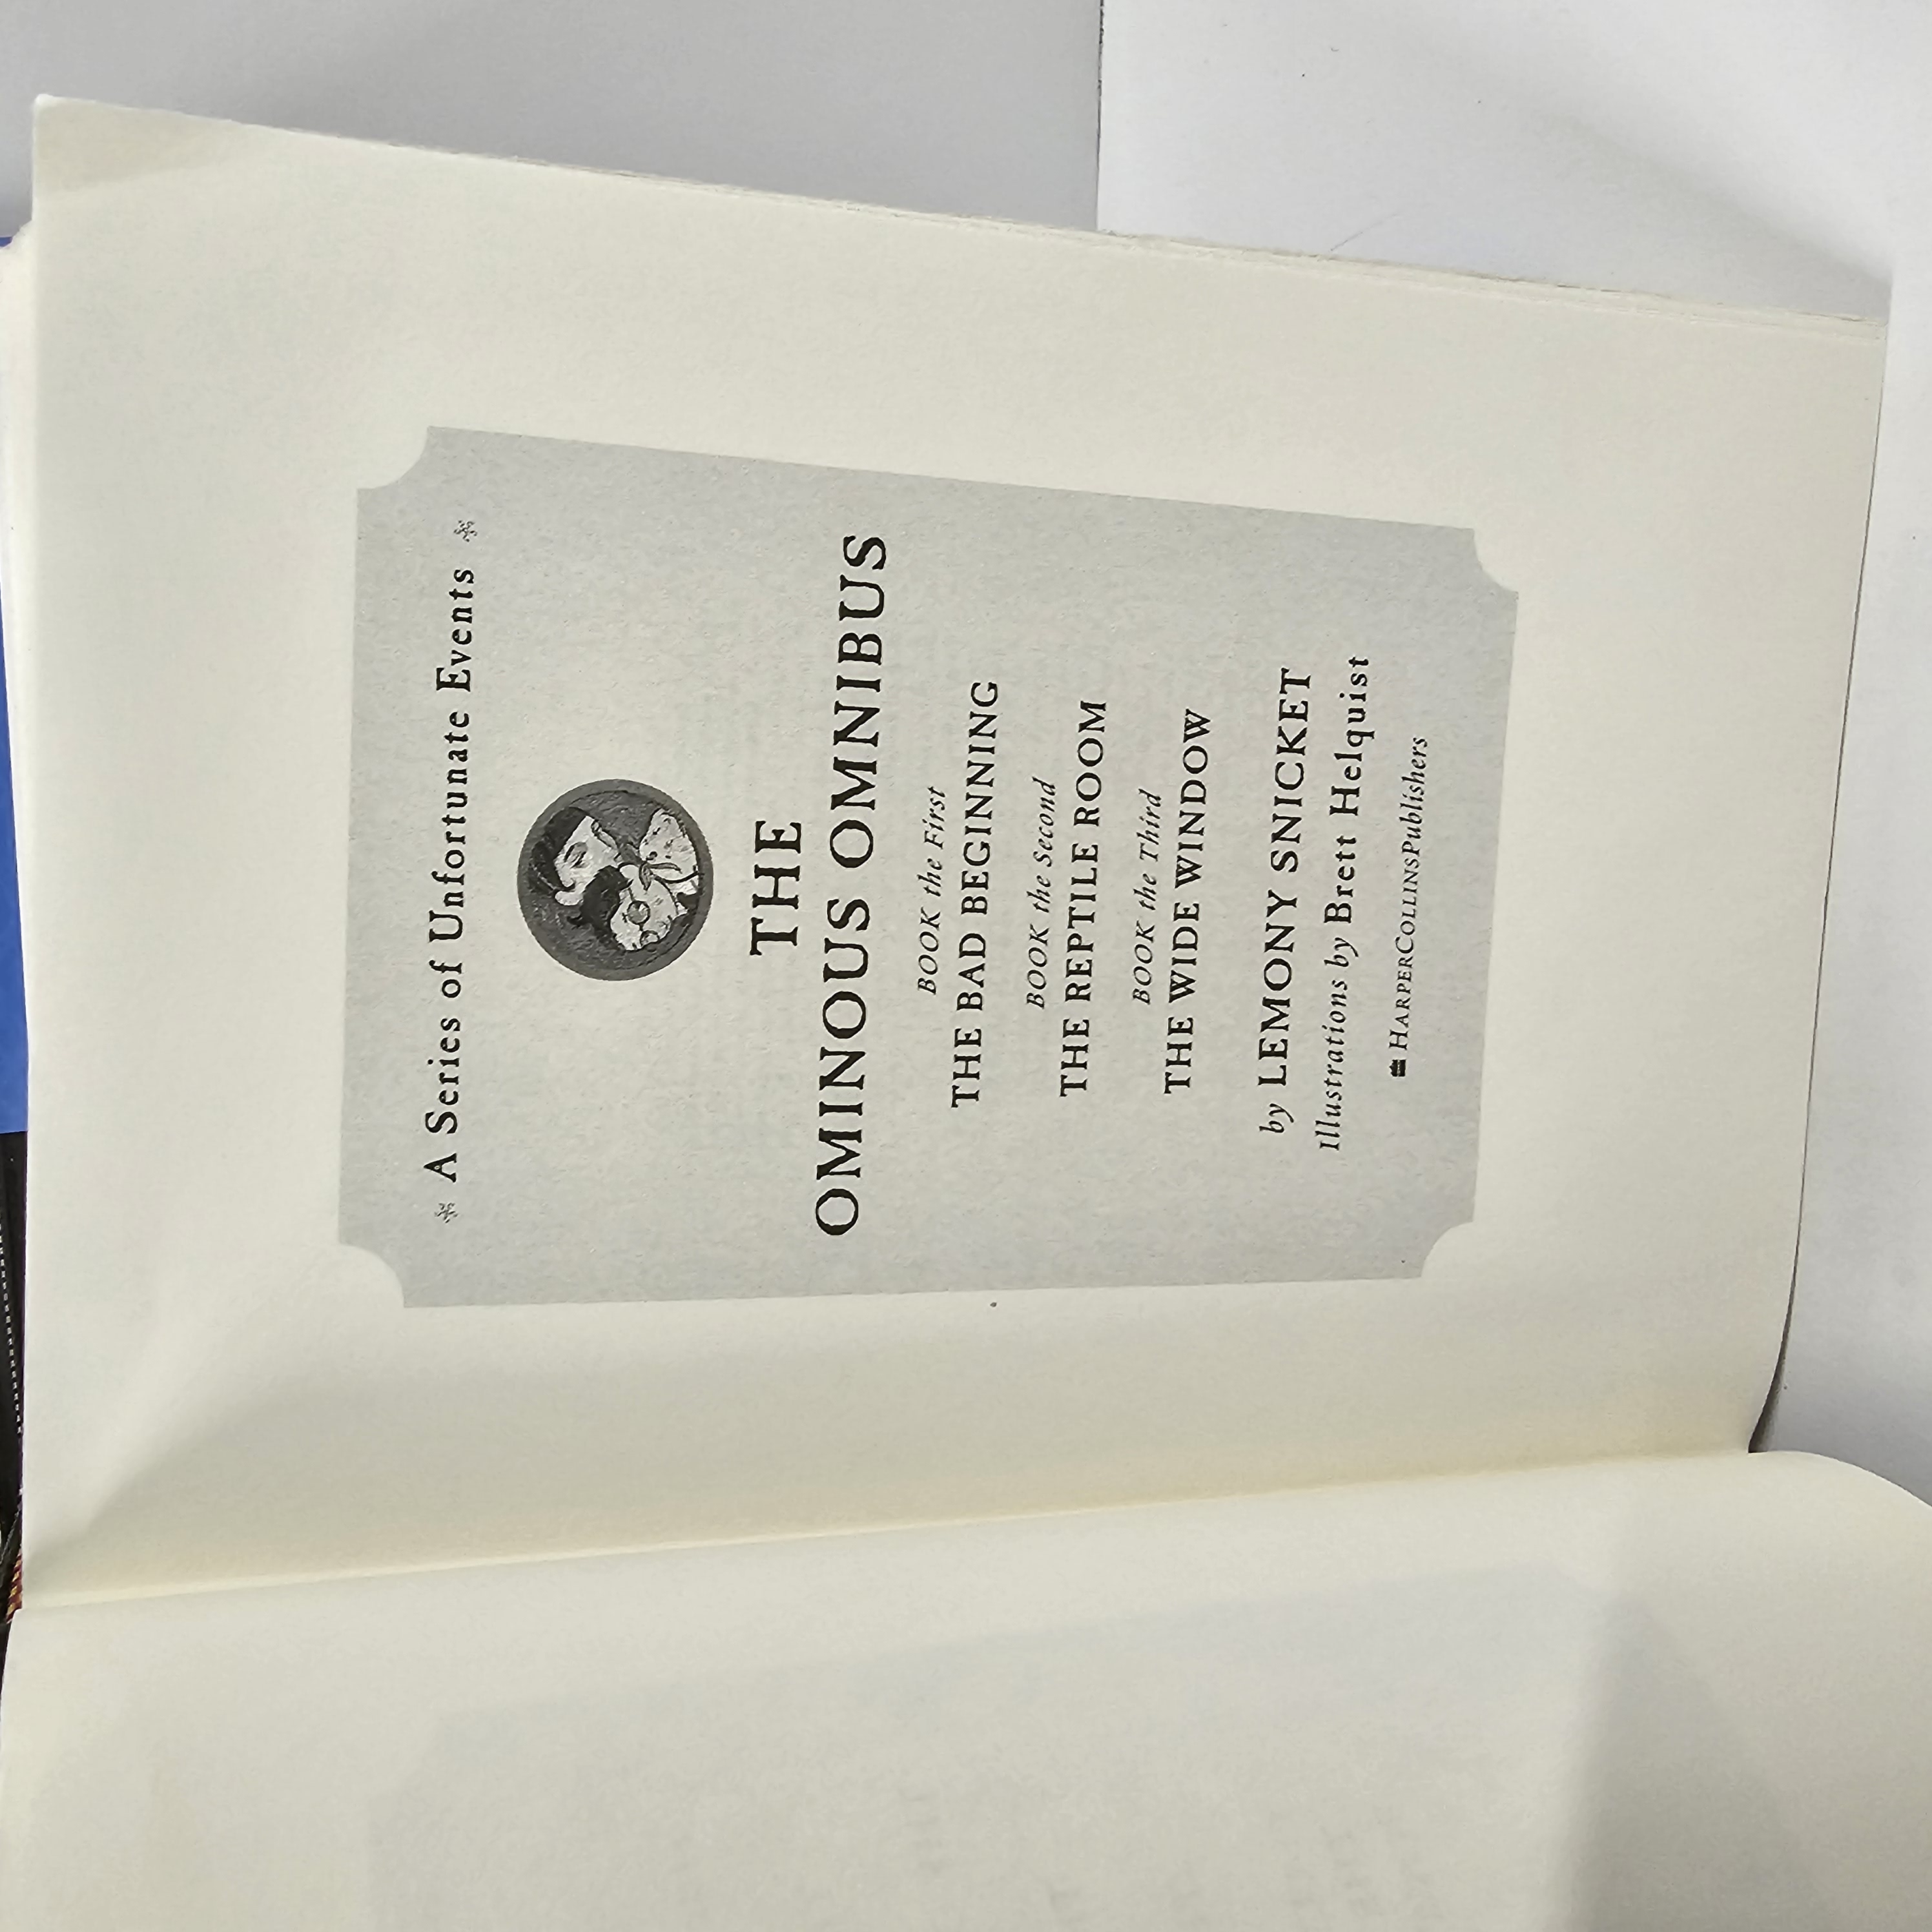 A Series of Unfortunate Events
THE
OMINOUS OMNIBUS
BOOK the First
THE BAD BEGINNING
BOOK the Second
THE REPTILE ROOM
BOOK the Third
THE WIDE WINDOW
by LEMONY SNICKET
Illustrations by Brett Helquist
HARPERCOLLINSPublishers